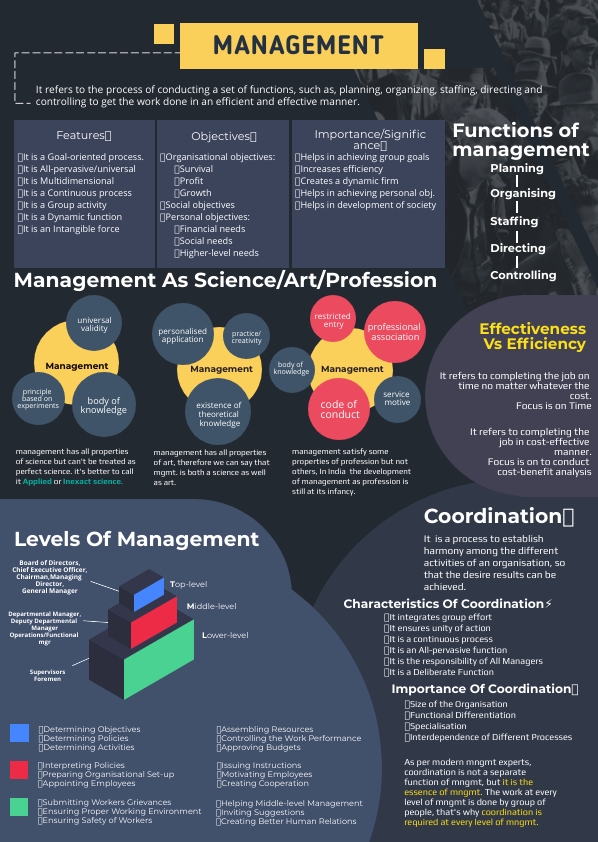 MANAGEMENT
It refers to the process of conducting a set of functions, such as, planning, organizing, staffing, directing and
controlling to get the work done in an efficient and effective manner.
Features▯
▯It is a Goal-oriented process.
▯It is All-pervasive/universal
▯It is Multidimensional
▯It is a Continuous process
▯It is a Group activity
▯It is a Dynamic function
▯It is an Intangible force
Objectives▯
▯Organisational objectives:
▯Survival
▯Profit
▯Growth
▯Social objectives
▯Personal objectives:
▯Financial needs
▯Social needs
▯Higher-level needs
Importance/Signific
ance▯
▯Helps in achieving group goals
▯Increases efficiency
▯Creates a dynamic firm
▯Helps in achieving personal obj.
▯Helps in development of society
Functions of
management
Planning
Organising
Staffing
Directing
Controlling
Management As Science/Art/Profession
universal
validity
Management
principle
based on
experiments
body of
knowledge
management has all properties
of science but can't be treated as
perfect science. it's better to call
it Applied or Inexact science.
personalised
application
practice/
creativity
Management
existence of
theoretical
knowledge
management has all properties
of art, therefore we can say that
mgmt. is both a science as well
as art.
restricted
entry
professional
association
body of
knowledge
Management
code of
conduct
service
motive
management satisfy some
properties of profession but not
others, In India  the development
of management as profession is
still at its infancy.
Effectiveness
Vs Efficiency
It refers to completing the job on
time no matter whatever the
cost.
Focus is on Time
It refers to completing the
job in cost-effective
manner.
Focus is on to conduct
cost-benefit analysis
Levels Of Management
Board of Directors,
Chief Executive Officer,
Chairman,Managing
Director,
General Manager
Departmental Manager,
Deputy Departmental
Manager
Operations/Functional
mgr
Supervisors
Foremen
Top-level
Middle-level
Lower-level
▯Determining Objectives
▯Determining Policies
▯Determining Activities
▯Assembling Resources
▯Controlling the Work Performance
▯Approving Budgets
▯Interpreting Policies
▯Preparing Organisational Set-up
▯Appointing Employees
▯Issuing Instructions
▯Motivating Employees
▯Creating Cooperation
▯Submitting Workers Grievances
▯Ensuring Proper Working Environment
▯Ensuring Safety of Workers
▯Helping Middle-level Management
▯Inviting Suggestions
▯Creating Better Human Relations
Coordination▯
It  is a process to establish
harmony among the different
activities of an organisation, so
that the desire results can be
achieved.
Characteristics Of Coordination⚡
▯It integrates group effort
▯It ensures unity of action
▯It is a continuous process
▯It is an All-pervasive function
▯It is the responsibility of All Managers
▯It is a Deliberate Function
Importance Of Coordination▯
▯Size of the Organisation
▯Functional Differentiation
▯Specialisation
▯Interdependence of Different Processes
As per modern mngmt experts,
coordination is not a separate
function of mngmt, but it is the
essence of mngmt. The work at every
level of mngmt is done by group of
people, that's why coordination is
required at every level of mngmt.